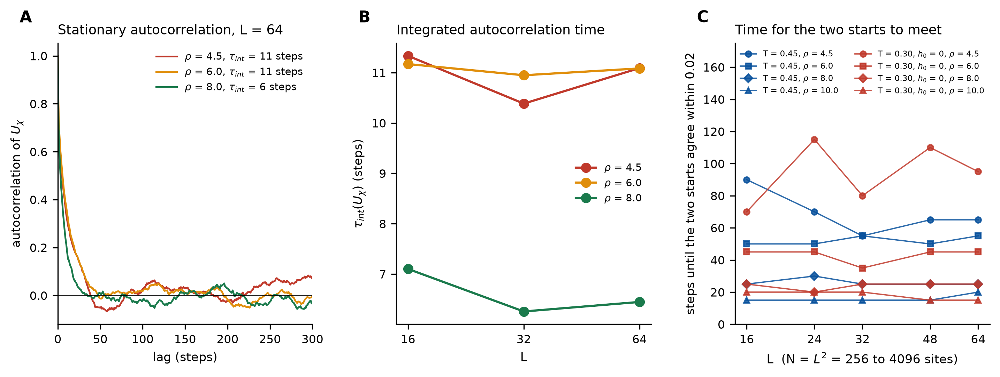 A
Stationary autocorrelation, L = 64
autocorrelation of U_χ
1.0
0.8
0.6
0.4
0.2
0.0
ρ = 4.5, τ_int = 11 steps
ρ = 6.0, τ_int = 11 steps
ρ = 8.0, τ_int = 6 steps
0 50 100 150 200 250 300
lag (steps)
B
Integrated autocorrelation time
τ_int(U_χ) (steps)
11
10
9
8
7
ρ = 4.5
ρ = 6.0
ρ = 8.0
16 32 64
L
C
Time for the two starts to meet
steps until the two starts agree within 0.02
160
140
120
100
80
60
40
20
0
T = 0.45, ρ = 4.5
T = 0.45, ρ = 6.0
T = 0.45, ρ = 8.0
T = 0.45, ρ = 10.0
T = 0.30, h₀ = 0, ρ = 4.5
T = 0.30, h₀ = 0, ρ = 6.0
T = 0.30, h₀ = 0, ρ = 8.0
T = 0.30, h₀ = 0, ρ = 10.0
16 24 32 48 64
L (N = L² = 256 to 4096 sites)